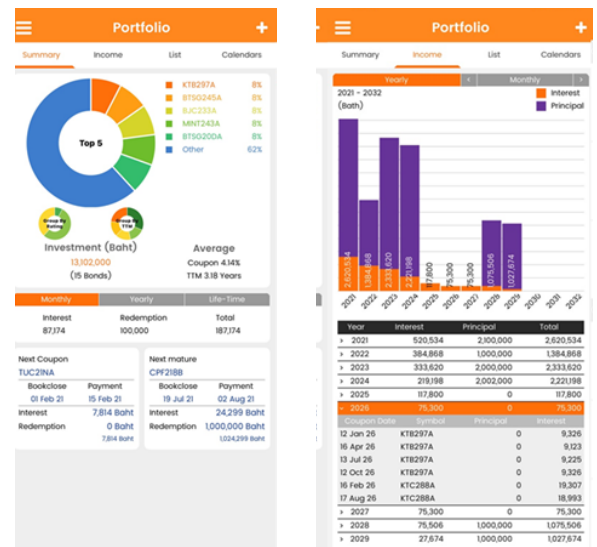 Portfolio
Summary Income List Calendars
KTB297A 8%
BTSG245A 8%
BJC233A 8%
MINT243A 8%
BTSG20DA 8%
Other 62%
Top 5
Group By Rating
Group By TTM
Investment (Baht)
13,102,000
(15 Bonds)
Average
Coupon 4.14%
TTM 3.18 Years
Monthly Yearly Life-Time
Interest Redemption Total
87,174 100,000 187,174
Next Coupon
TUC21NA
Bookclose Payment
01 Feb 21 15 Feb 21
Interest 7,814 Baht
Redemption 0 Baht
7,814 Baht
Next mature
CPF218B
Bookclose Payment
19 Jul 21 02 Aug 21
Interest 24,299 Baht
Redemption 1,000,000 Baht
1,024,299 Baht
Portfolio
Summary Income List Calendars
Yearly < Monthly >
2021 - 2032
(Bath)
Interest
Principal
2,620,534 1,384,868 2,333,620 2,221,198 117,800 75,300 75,300 1,075,506 1,027,674
2021 2022 2023 2024 2025 2026 2027 2028 2029 2030 2031 2032
Year Interest Principal Total
> 2021 520,534 2,100,000 2,620,534
> 2022 384,868 1,000,000 1,384,868
> 2023 333,620 2,000,000 2,333,620
> 2024 219,198 2,002,000 2,221,198
> 2025 117,800 0 117,800
2026 75,300 0 75,300
Coupon Date Symbol Principal Interest
12 Jan 26 KTB297A 0 9,326
16 Apr 26 KTB297A 0 9,123
13 Jul 26 KTB297A 0 9,225
12 Oct 26 KTB297A 0 9,326
16 Feb 26 KTC288A 0 19,307
17 Aug 26 KTC288A 0 18,993
> 2027 75,300 0 75,300
> 2028 75,506 1,000,000 1,075,506
> 2029 27,674 1,000,000 1,027,674